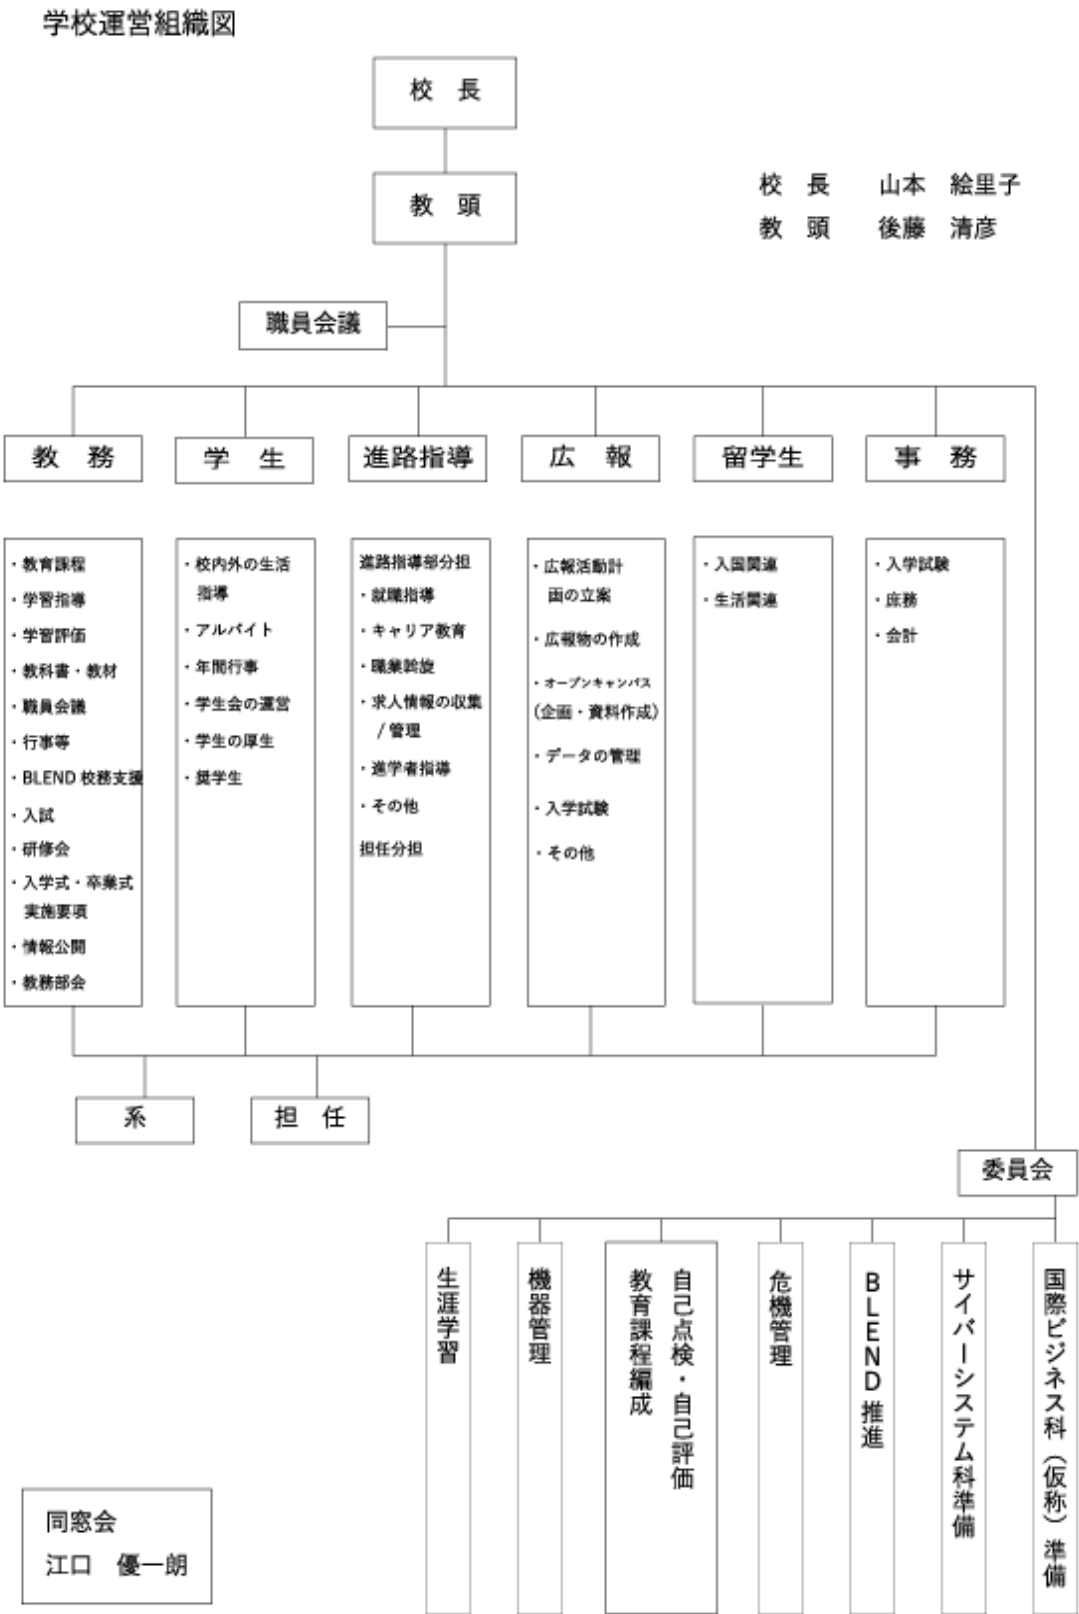 学校運営組織図
校　長
教　頭
校　長　　山本　絵里子
教　頭　　後藤　清彦
職員会議
教　務
学　生
進路指導
広　報
留学生
事　務
・教育課程
・学習指導
・学習評価
・教科書・教材
・職員会議
・行事等
・BLEND 校務支援
・入試
・研修会
・入学式・卒業式
実施要項
・情報公開
・教務部会
・校内外の生活
指導
・アルバイト
・年間行事
・学生会の運営
・学生の厚生
・奨学生
進路指導部分担
・就職指導
・キャリア教育
・職業斡旋
・求人情報の収集
/ 管理
・進学者指導
・その他
担任分担
・広報活動計
画の立案
・広報物の作成
・オープンキャンパス
(企画・資料作成)
・データの管理
・入学試験
・その他
・入国関連
・生活関連
・入学試験
・庶務
・会計
系
担　任
委員会
生涯学習
機器管理
自己点検・自己評価
教育課程編成
危機管理
BLEND 推進
サイバーシステム科準備
国際ビジネス科（仮称）準備
同窓会
江口　優一朗